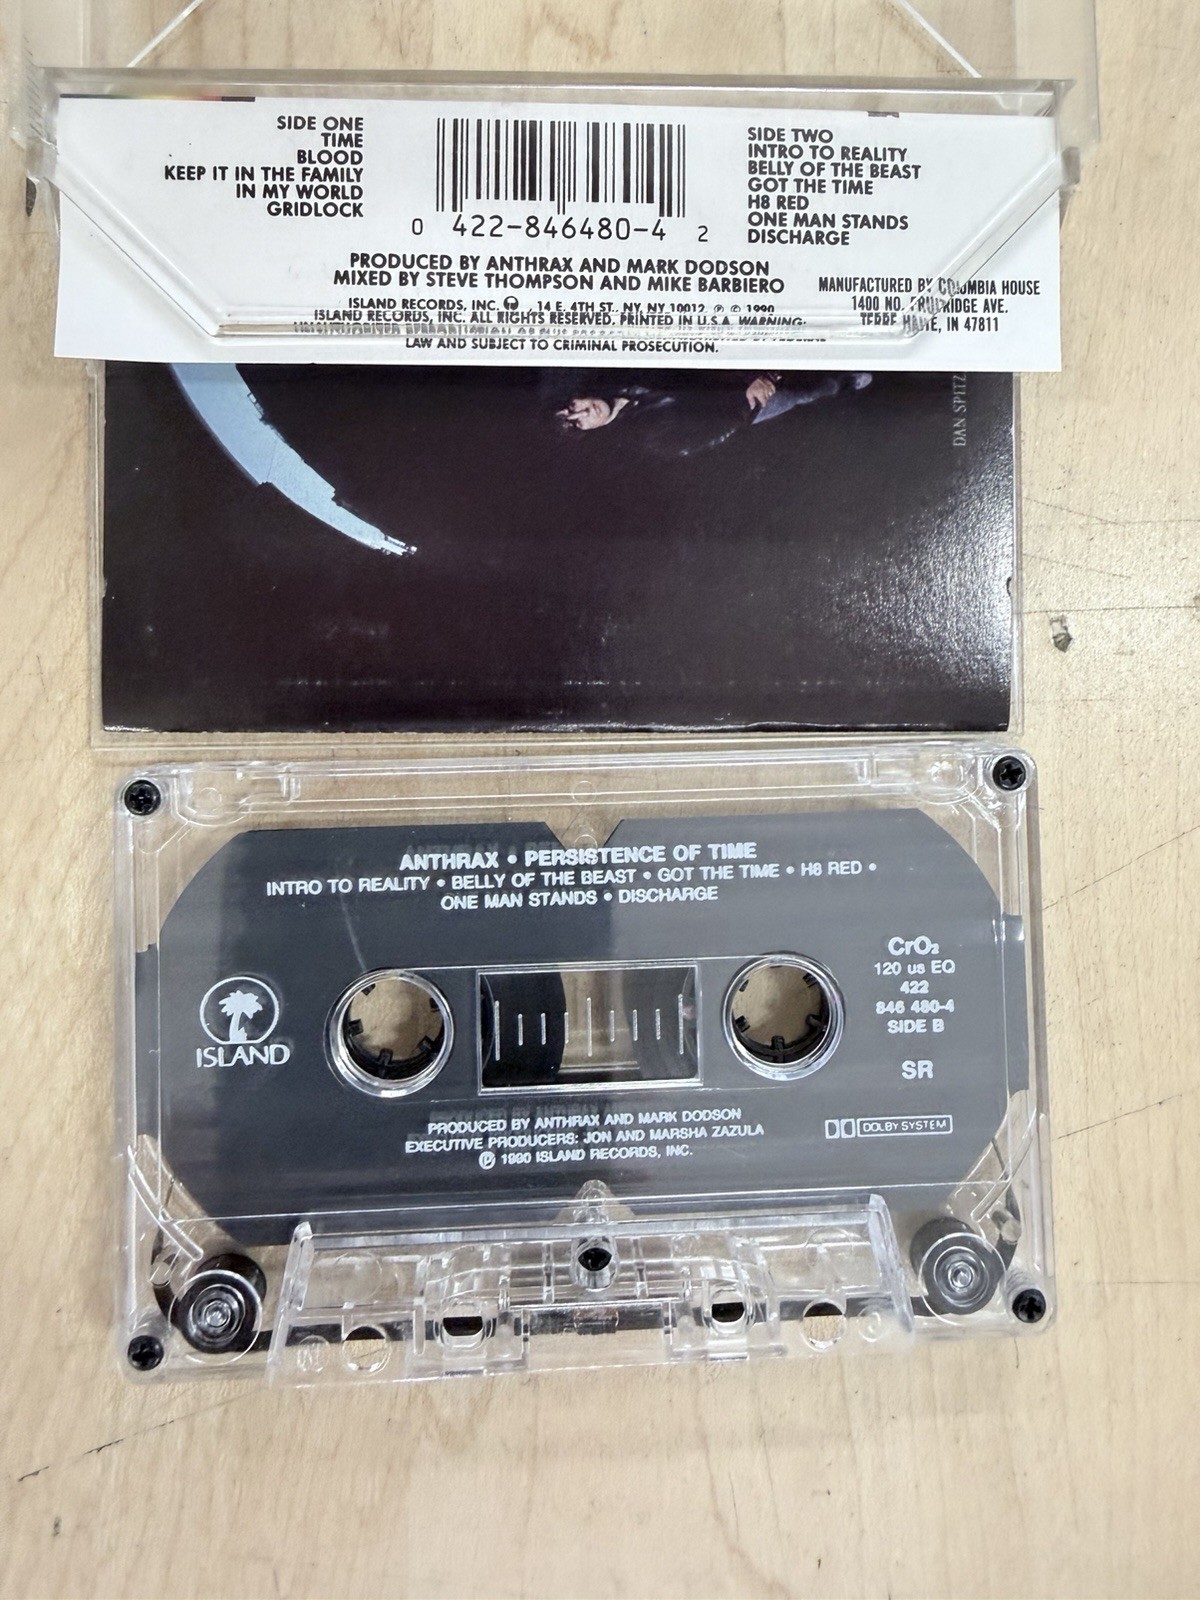 SIDE ONE
TIME
BLOOD
KEEP IT IN THE FAMILY
IN MY WORLD
GRIDLOCK
0 422-846480-4 2
SIDE TWO
INTRO TO REALITY
BELLY OF THE BEAST
GOT THE TIME
H8 RED
ONE MAN STANDS
DISCHARGE
PRODUCED BY ANTHRAX AND MARK DODSON
MIXED BY STEVE THOMPSON AND MIKE BARBIERO
ISLAND RECORDS, INC. 14 E. 4TH ST. NY, NY 10012. ℗ © 1990
ISLAND RECORDS, INC. ALL RIGHTS RESERVED. PRINTED IN U.S.A. WARNING:
LAW AND SUBJECT TO CRIMINAL PROSECUTION.
MANUFACTURED BY COLUMBIA HOUSE
1400 NO. FRUITRIDGE AVE.
TERRE HAUTE, IN 47811
DAN SPITZ
ANTHRAX • PERSISTENCE OF TIME
INTRO TO REALITY • BELLY OF THE BEAST • GOT THE TIME • H8 RED •
ONE MAN STANDS • DISCHARGE
ISLAND
CrO₂
120 us EQ
422
846 480-4
SIDE B
SR
PRODUCED BY ANTHRAX AND MARK DODSON
EXECUTIVE PRODUCERS: JON AND MARSHA ZAZULA
℗ 1990 ISLAND RECORDS, INC.
DOLBY SYSTEM